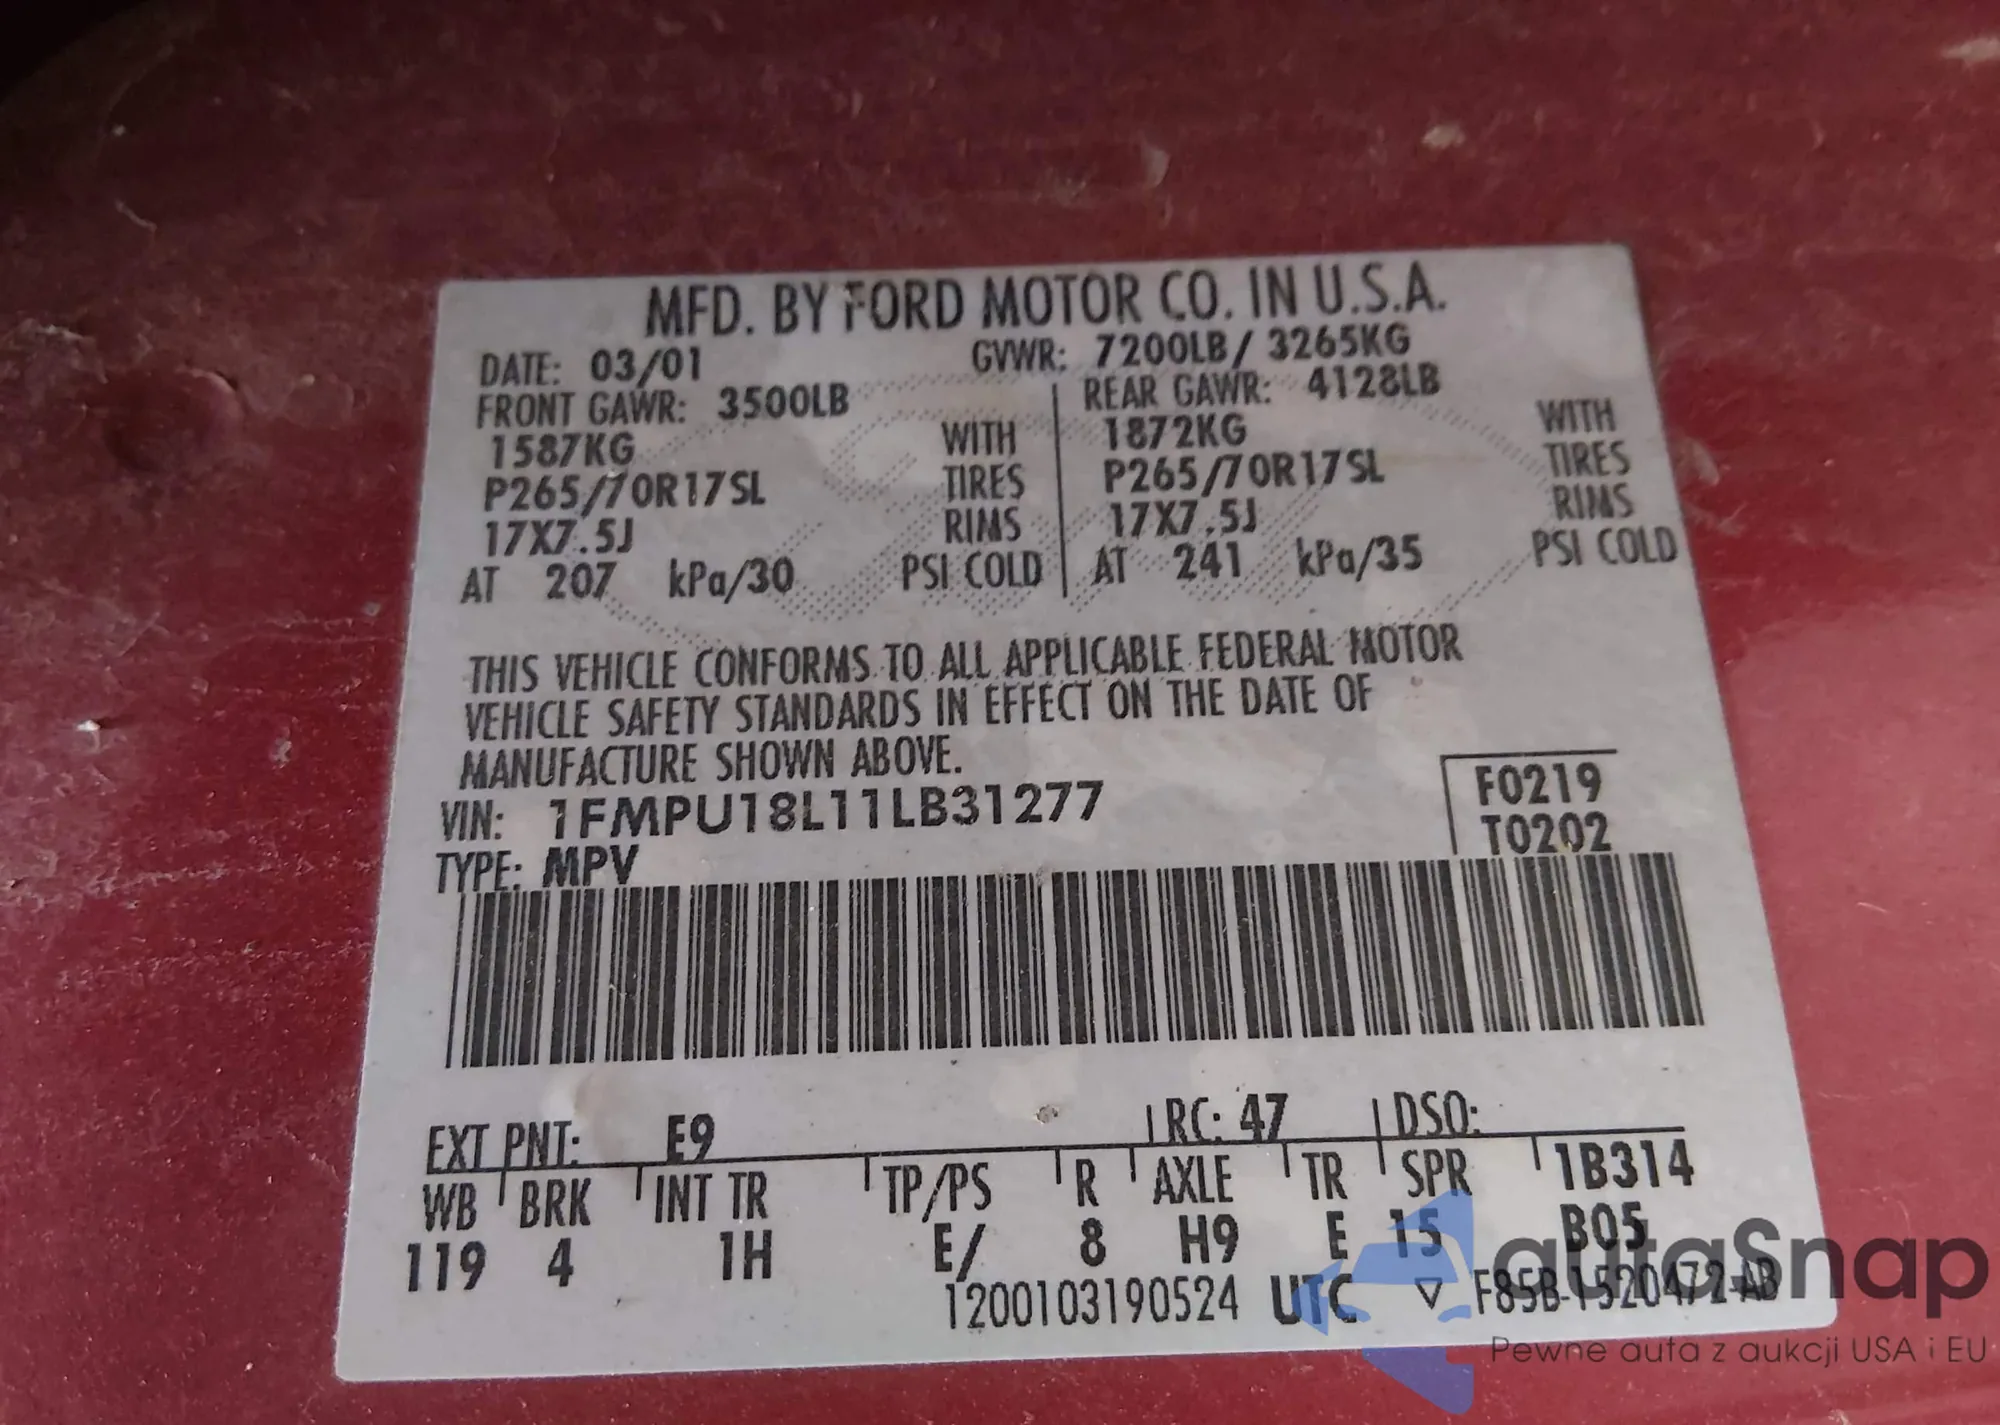 MFD. BY FORD MOTOR CO. IN U.S.A.
DATE: 03/01 GVWR: 7200LB/ 3265KG
FRONT GAWR: 3500LB REAR GAWR: 4128LB
1587KG WITH 1872KG WITH
P265/70R17SL TIRES P265/70R17SL TIRES
17X7.5J RIMS 17X7.5J RIMS
AT 207 kPa/30 PSI COLD AT 241 kPa/35 PSI COLD
THIS VEHICLE CONFORMS TO ALL APPLICABLE FEDERAL MOTOR
VEHICLE SAFETY STANDARDS IN EFFECT ON THE DATE OF
MANUFACTURE SHOWN ABOVE.
VIN: 1FMPU18L11LB31277
TYPE: MPV
F0219
T0202
EXT PNT: E9 RC: 47 DSO:
WB BRK INT TR TP/PS R AXLE TR SPR 1B314
119 4 1H E/ 8 H9 E 15 B05
1200103190524 UTC ▽ F85B-1520472-AB
autaSnap
Pewne auta z aukcji USA i EU